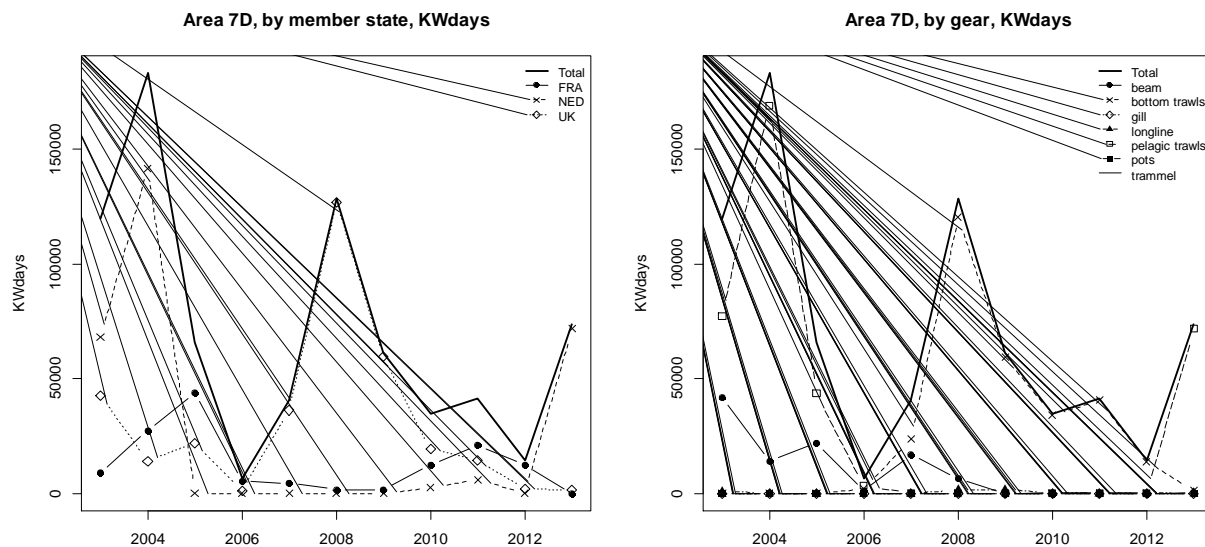 Area 7D, by member state, KWdays
Total
FRA
NED
UK
KWdays
0
50000
100000
150000
2004
2006
2008
2010
2012
Area 7D, by gear, KWdays
Total
beam
bottom trawls
gill
longline
pelagic trawls
pots
trammel
KWdays
0
50000
100000
150000
2004
2006
2008
2010
2012